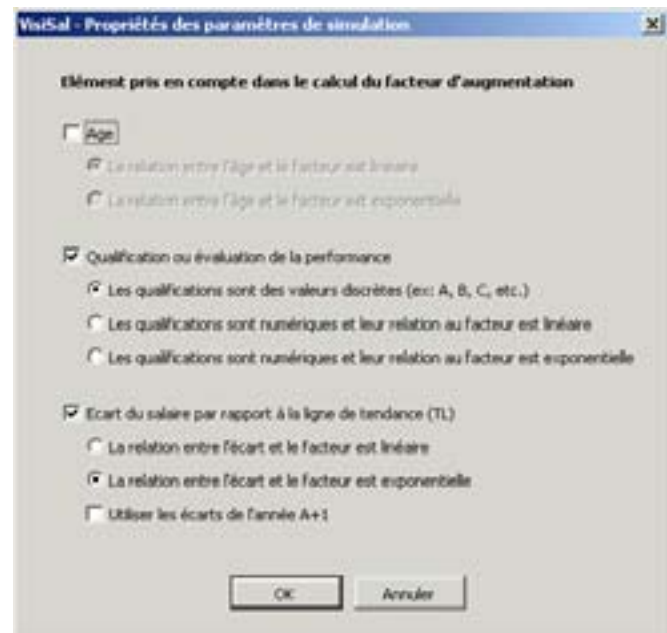 VisiSal - Propriétés des paramètres de simulation
Elément pris en compte dans le calcul du facteur d'augmentation
Age
La relation entre l'âge et le facteur est linéaire
La relation entre l'âge et le facteur est exponentielle
Qualification ou évaluation de la performance
Les qualifications sont des valeurs discrètes (ex: A, B, C, etc.)
Les qualifications sont numériques et leur relation au facteur est linéaire
Les qualifications sont numériques et leur relation au facteur est exponentielle
Ecart du salaire par rapport à la ligne de tendance (TL)
La relation entre l'écart et le facteur est linéaire
La relation entre l'écart et le facteur est exponentielle
Utiliser les écarts de l'année A+1
OK
Annuler